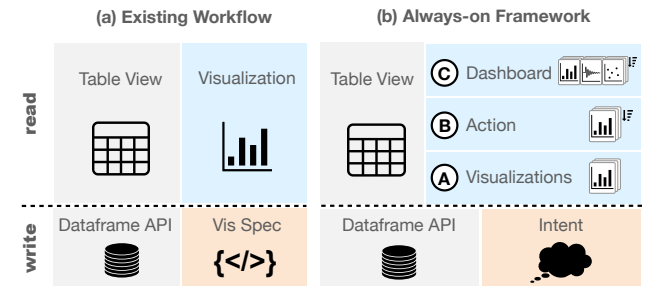 (a) Existing Workflow
(b) Always-on Framework
read
Table View
Visualization
Table View
C Dashboard
B Action
A Visualizations
write
Dataframe API
Vis Spec
{</>}
Dataframe API
Intent